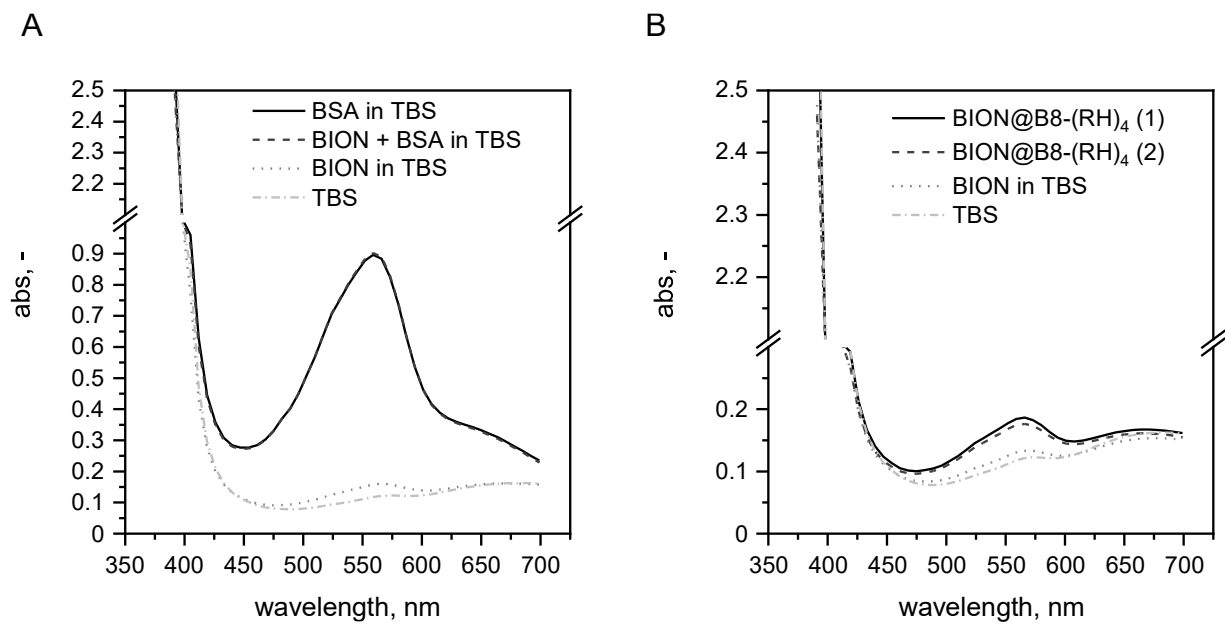 A
2.5
2.4
2.3
2.2
0.9
0.8
0.7
0.6
0.5
0.4
0.3
0.2
0.1
0
abs, -
BSA in TBS
BION + BSA in TBS
BION in TBS
TBS
350 400 450 500 550 600 650 700
wavelength, nm
B
2.5
2.4
2.3
2.2
0.2
0.1
0
abs, -
BION@B8-(RH)₄ (1)
BION@B8-(RH)₄ (2)
BION in TBS
TBS
350 400 450 500 550 600 650 700
wavelength, nm